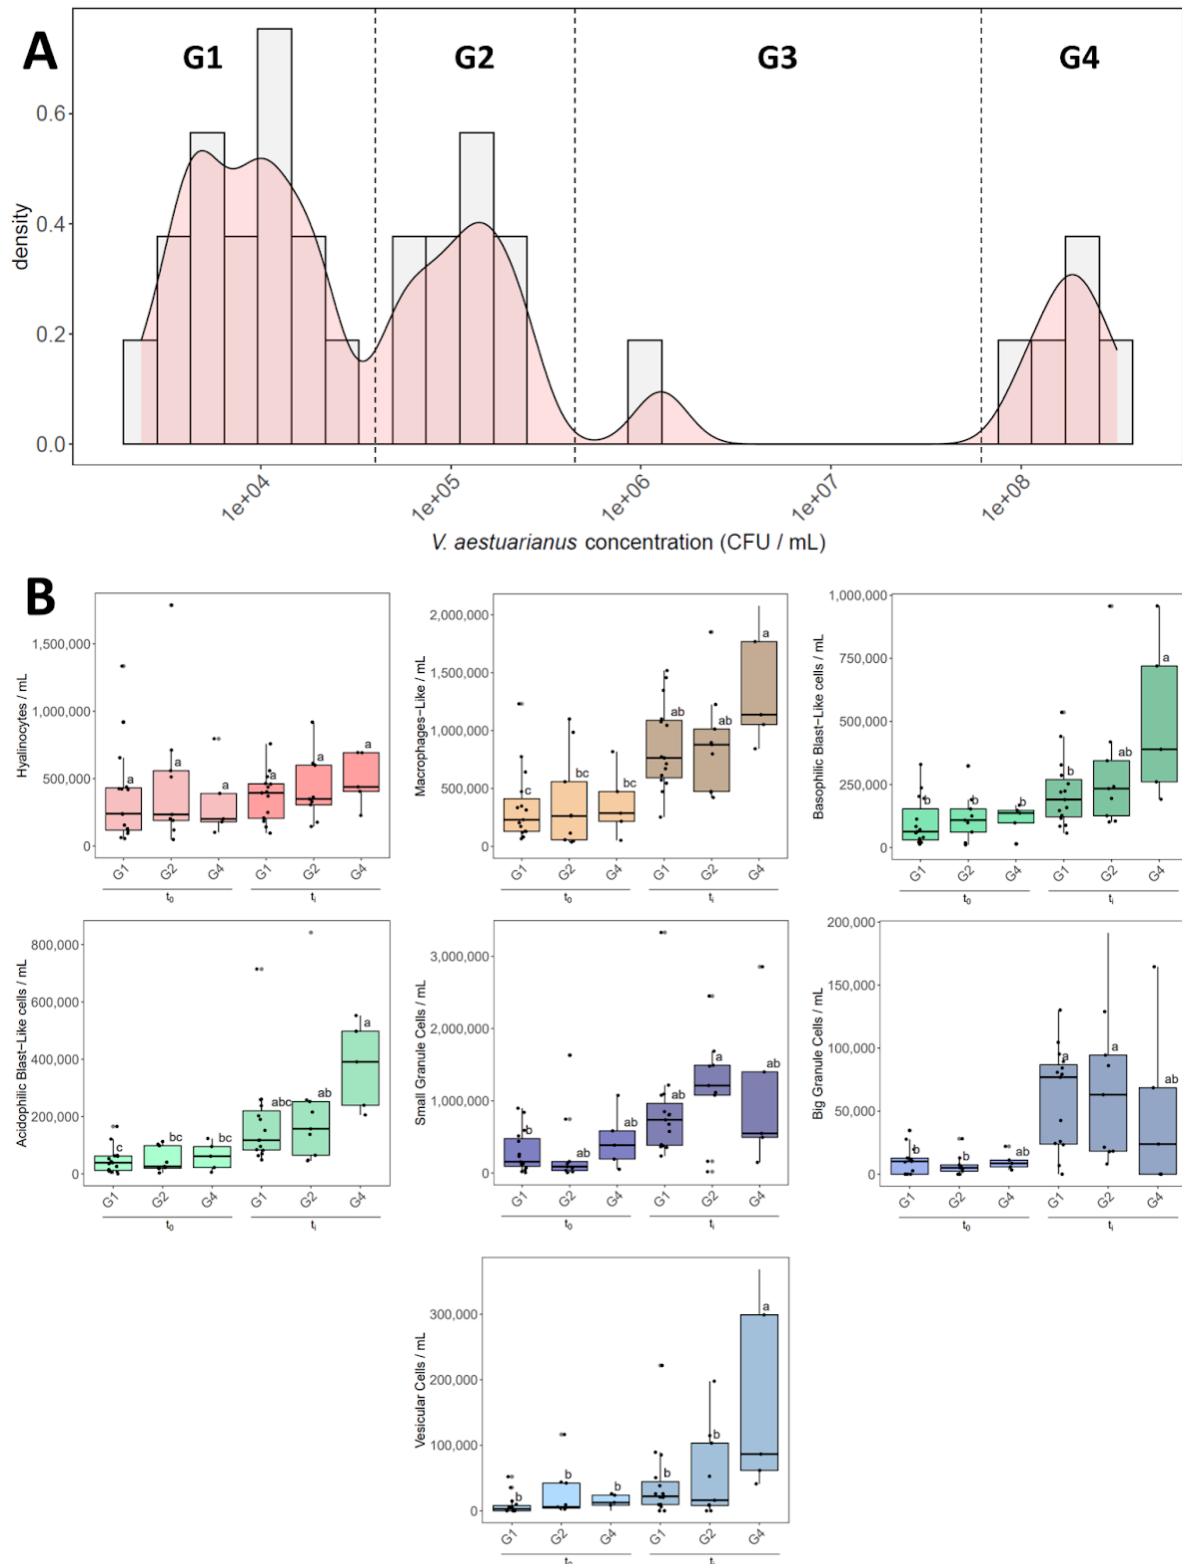 A
G1 G2 G3 G4
density
0.6
0.4
0.2
0.0
1e+04 1e+05 1e+06 1e+07 1e+08
V. aestuarianus concentration (CFU / mL)
B
Hyalinocytes / mL
1,500,000
1,000,000
500,000
0
a a a a a a
G1 G2 G4 G1 G2 G4
t0 ti
Macrophages-Like / mL
2,000,000
1,500,000
1,000,000
500,000
0
c bc bc ab ab a
G1 G2 G4 G1 G2 G4
t0 ti
Basophilic Blast-Like cells / mL
1,000,000
750,000
500,000
250,000
0
b b b b ab a
G1 G2 G4 G1 G2 G4
t0 ti
Acidophilic Blast-Like cells / mL
800,000
600,000
400,000
200,000
0
c bc bc abc ab a
G1 G2 G4 G1 G2 G4
t0 ti
Small Granule Cells / mL
3,000,000
2,000,000
1,000,000
0
b ab ab ab a ab
G1 G2 G4 G1 G2 G4
t0 ti
Big Granule Cells / mL
200,000
150,000
100,000
50,000
0
b b ab a a ab
G1 G2 G4 G1 G2 G4
t0 ti
Vesicular Cells / mL
300,000
200,000
100,000
0
b b b b b a
G1 G2 G4 G1 G2 G4
t0 ti